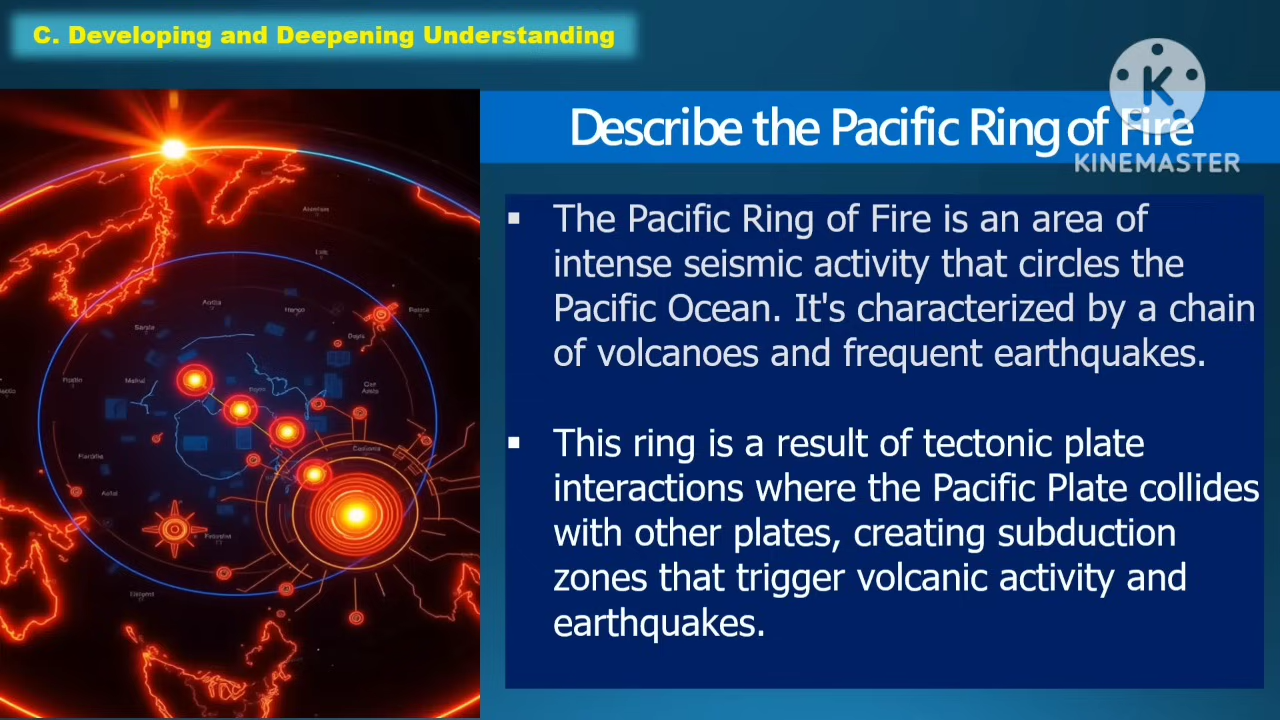 C. Developing and Deepening Understanding
Describe the Pacific Ring of Fire
KINEMASTER
▪ The Pacific Ring of Fire is an area of
intense seismic activity that circles the
Pacific Ocean. It's characterized by a chain
of volcanoes and frequent earthquakes.
▪ This ring is a result of tectonic plate
interactions where the Pacific Plate collides
with other plates, creating subduction
zones that trigger volcanic activity and
earthquakes.